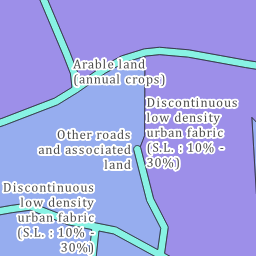 Arable land
(annual crops)
Discontinuous
low density
urban fabric
(S.L. : 10% -
30%)
Other roads
and associated
land
Discontinuous
low density
urban fabric
(S.L. : 10% -
30%)